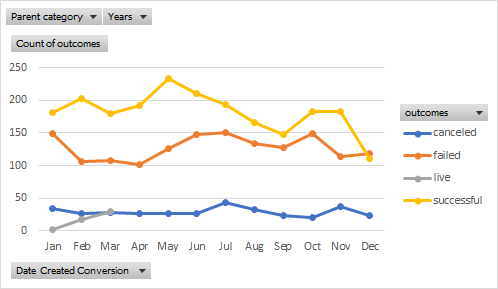 Parent category Years
Count of outcomes
250
200
150
100
50
0
Jan Feb Mar Apr May Jun Jul Aug Sep Oct Nov Dec
outcomes
canceled
failed
live
successful
Date Created Conversion